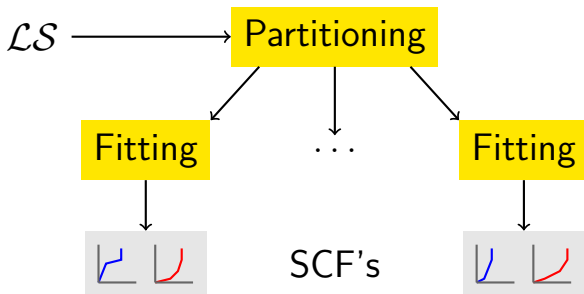 ℒ𝒮 Partitioning
Fitting ... Fitting
SCF's